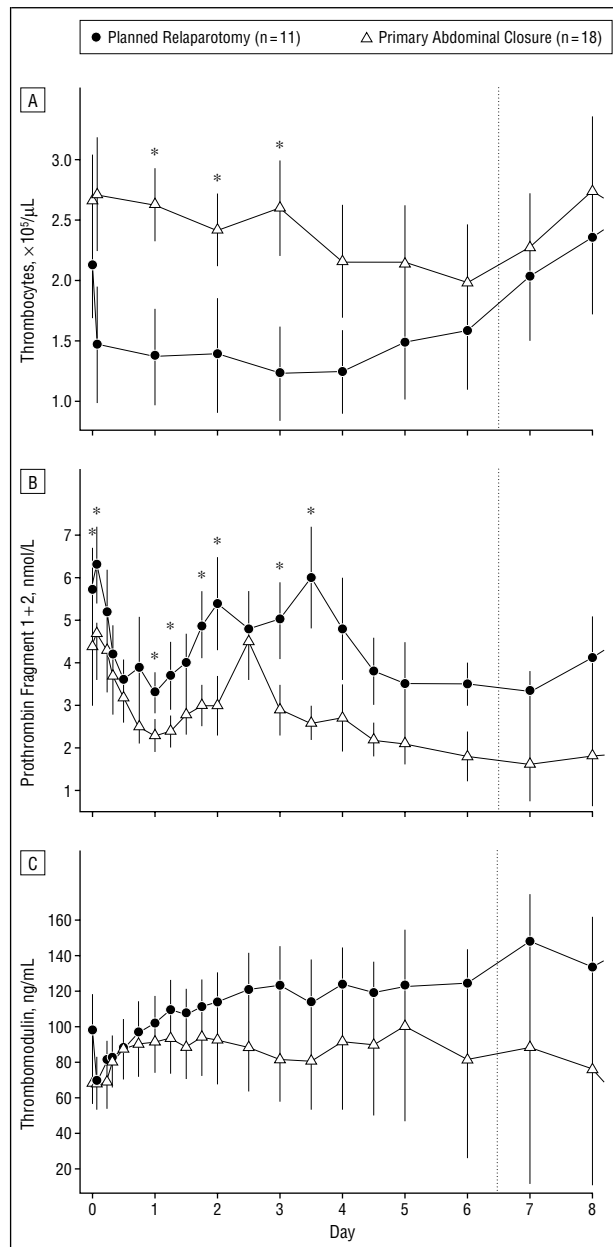 Planned Relaparotomy (n=11)
Primary Abdominal Closure (n=18)
A
Thrombocytes, ×10⁵/μL
3.0
2.5
2.0
1.5
1.0
* * *
B
Prothrombin Fragment 1+2, nmol/L
7
6
5
4
3
2
1
* * * * * * * *
C
Thrombomodulin, ng/mL
160
140
120
100
80
60
40
20
0 1 2 3 4 5 6 7 8
Day